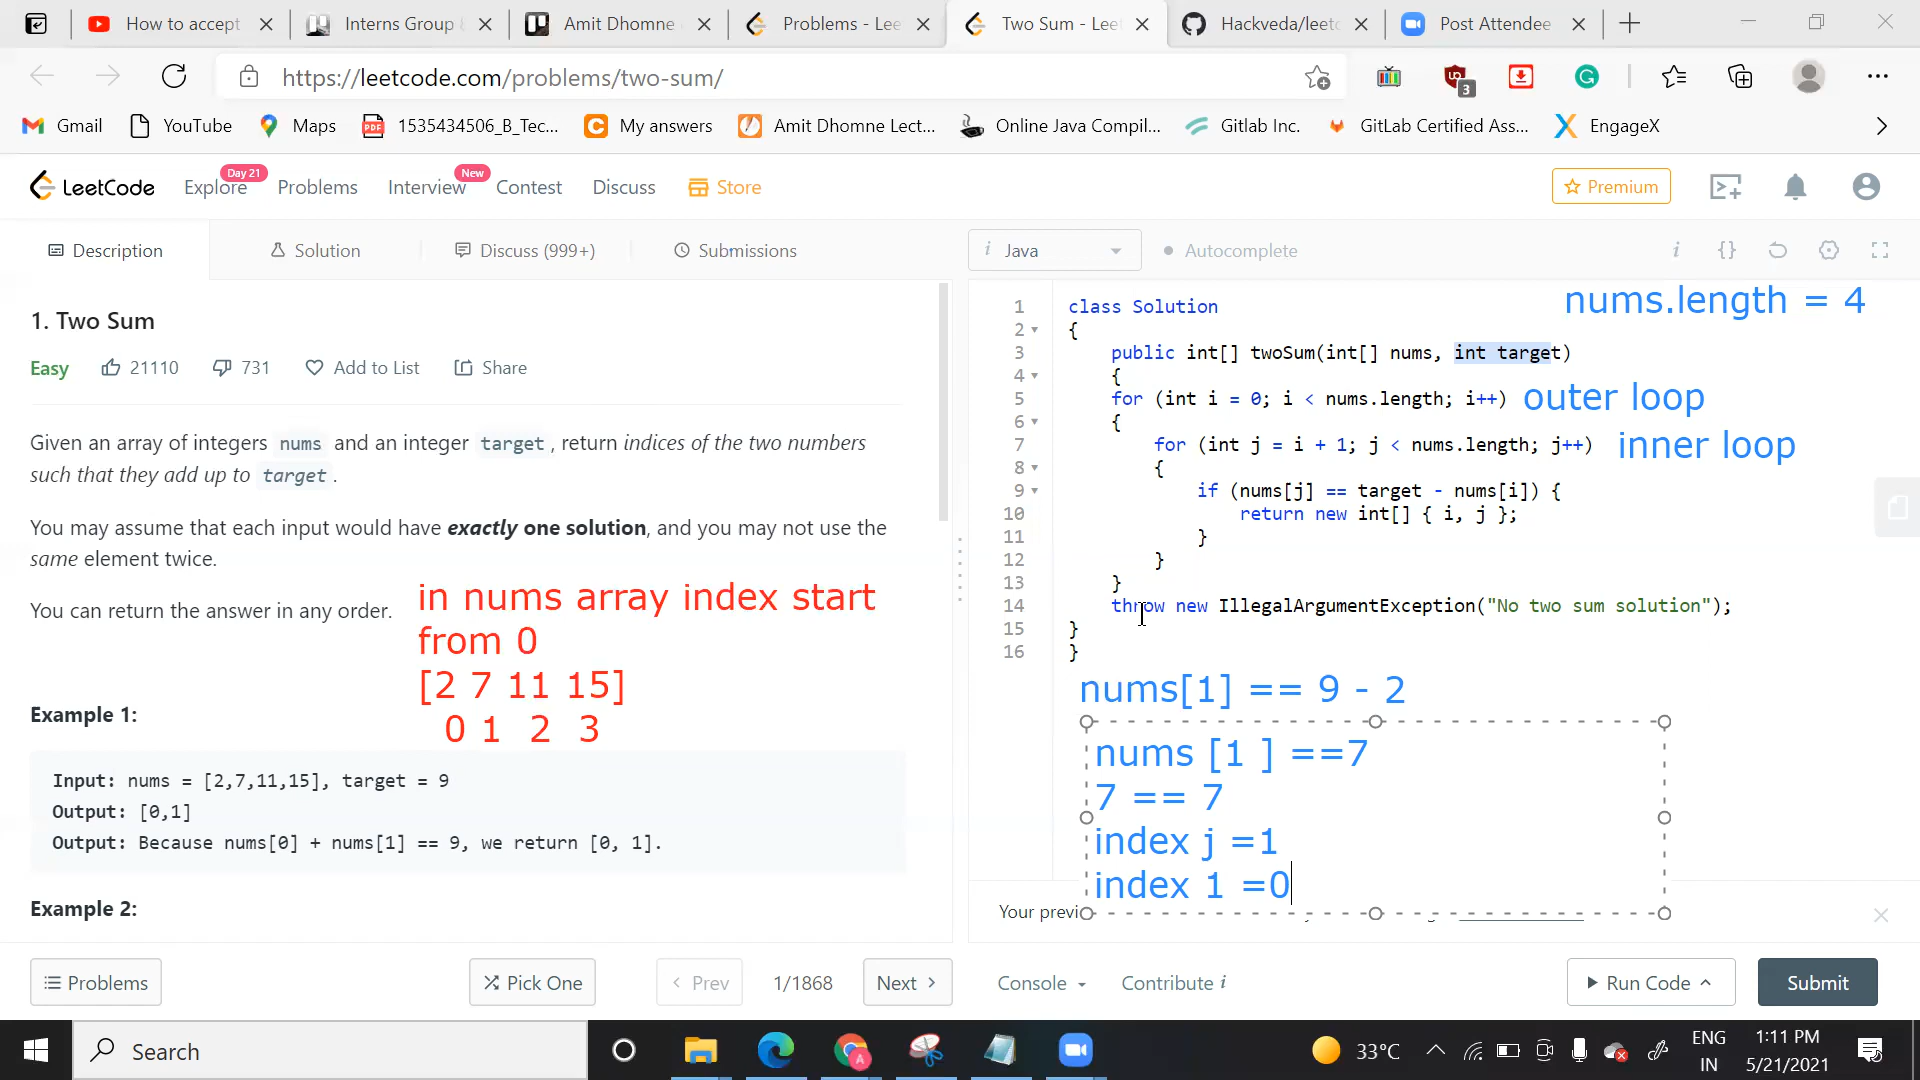 How to accept
Interns Group
Amit Dhomne
Problems - Lee
Two Sum - Leet
Hackveda/leetc
Post Attendee
https://leetcode.com/problems/two-sum/
3
Gmail
YouTube
Maps
PDF
1535434506_B_Tec...
My answers
Amit Dhomne Lect...
Online Java Compil...
Gitlab Inc.
GitLab Certified Ass...
EngageX
LeetCode
Explore
Day 21
Problems
Interview
New
Contest
Discuss
Store
Premium
Description
Solution
Discuss (999+)
Submissions
1. Two Sum
Easy
21110
731
Add to List
Share
Given an array of integers nums and an integer target, return indices of the two numbers
such that they add up to target.
You may assume that each input would have exactly one solution, and you may not use the
same element twice.
You can return the answer in any order.
in nums array index start
from 0
[2 7 11 15]
0 1 2 3
Example 1:
Input: nums = [2,7,11,15], target = 9
Output: [0,1]
Output: Because nums[0] + nums[1] == 9, we return [0, 1].
Example 2:
Problems
Pick One
Prev
1/1868
Next
i Java
Autocomplete
nums.length = 4
1 class Solution
2 {
3 public int[] twoSum(int[] nums, int target)
4 {
5 for (int i = 0; i < nums.length; i++) outer loop
6 {
7 for (int j = i + 1; j < nums.length; j++) inner loop
8 {
9 if (nums[j] == target - nums[i]) {
10 return new int[] { i, j };
11 }
12 }
13 }
14 throw new IllegalArgumentException("No two sum solution");
15 }
16 }
nums[1] == 9 - 2
nums [1 ] ==7
7 == 7
index j =1
index 1 =0
Your previ
Console
Contribute i
Run Code
Submit
Search
33°C
ENG
IN
1:11 PM
5/21/2021